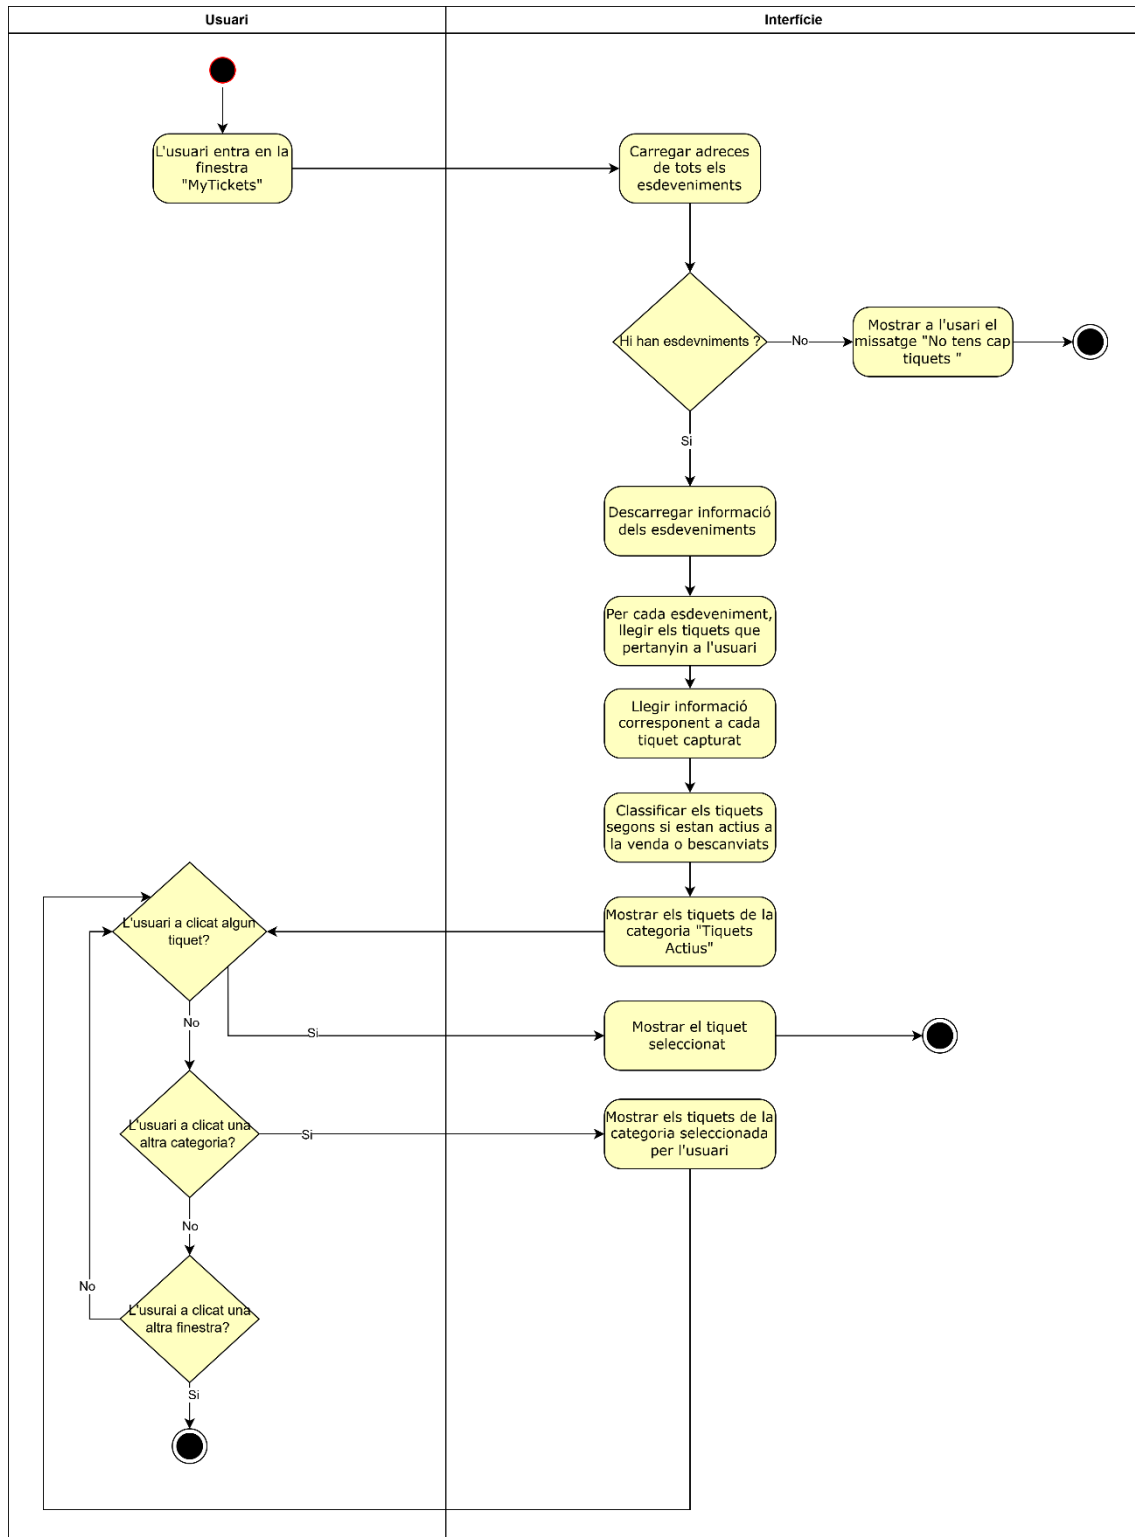 Usuari
Interfície
L'usuari entra en la
finestra
"MyTickets"
Carregar adreces
de tots els
esdeveniments
Hi han esdevniments ?
No
Mostrar a l'usari el
missatge "No tens cap
tiquets "
Si
Descarregar informació
dels esdeveniments
Per cada esdeveniment,
llegir els tiquets que
pertanyin a l'usuari
Llegir informació
corresponent a cada
tiquet capturat
Classificar els tiquets
segons si estan actius a
la venda o bescanviats
Mostrar els tiquets de la
categoria "Tiquets
Actius"
L'usuari a clicat algun
tiquet?
No
Si
Mostrar el tiquet
seleccionat
L'usuari a clicat una
altra categoria?
Si
Mostrar els tiquets de la
categoria seleccionada
per l'usuari
No
No
L'usurai a clicat una
altra finestra?
Si